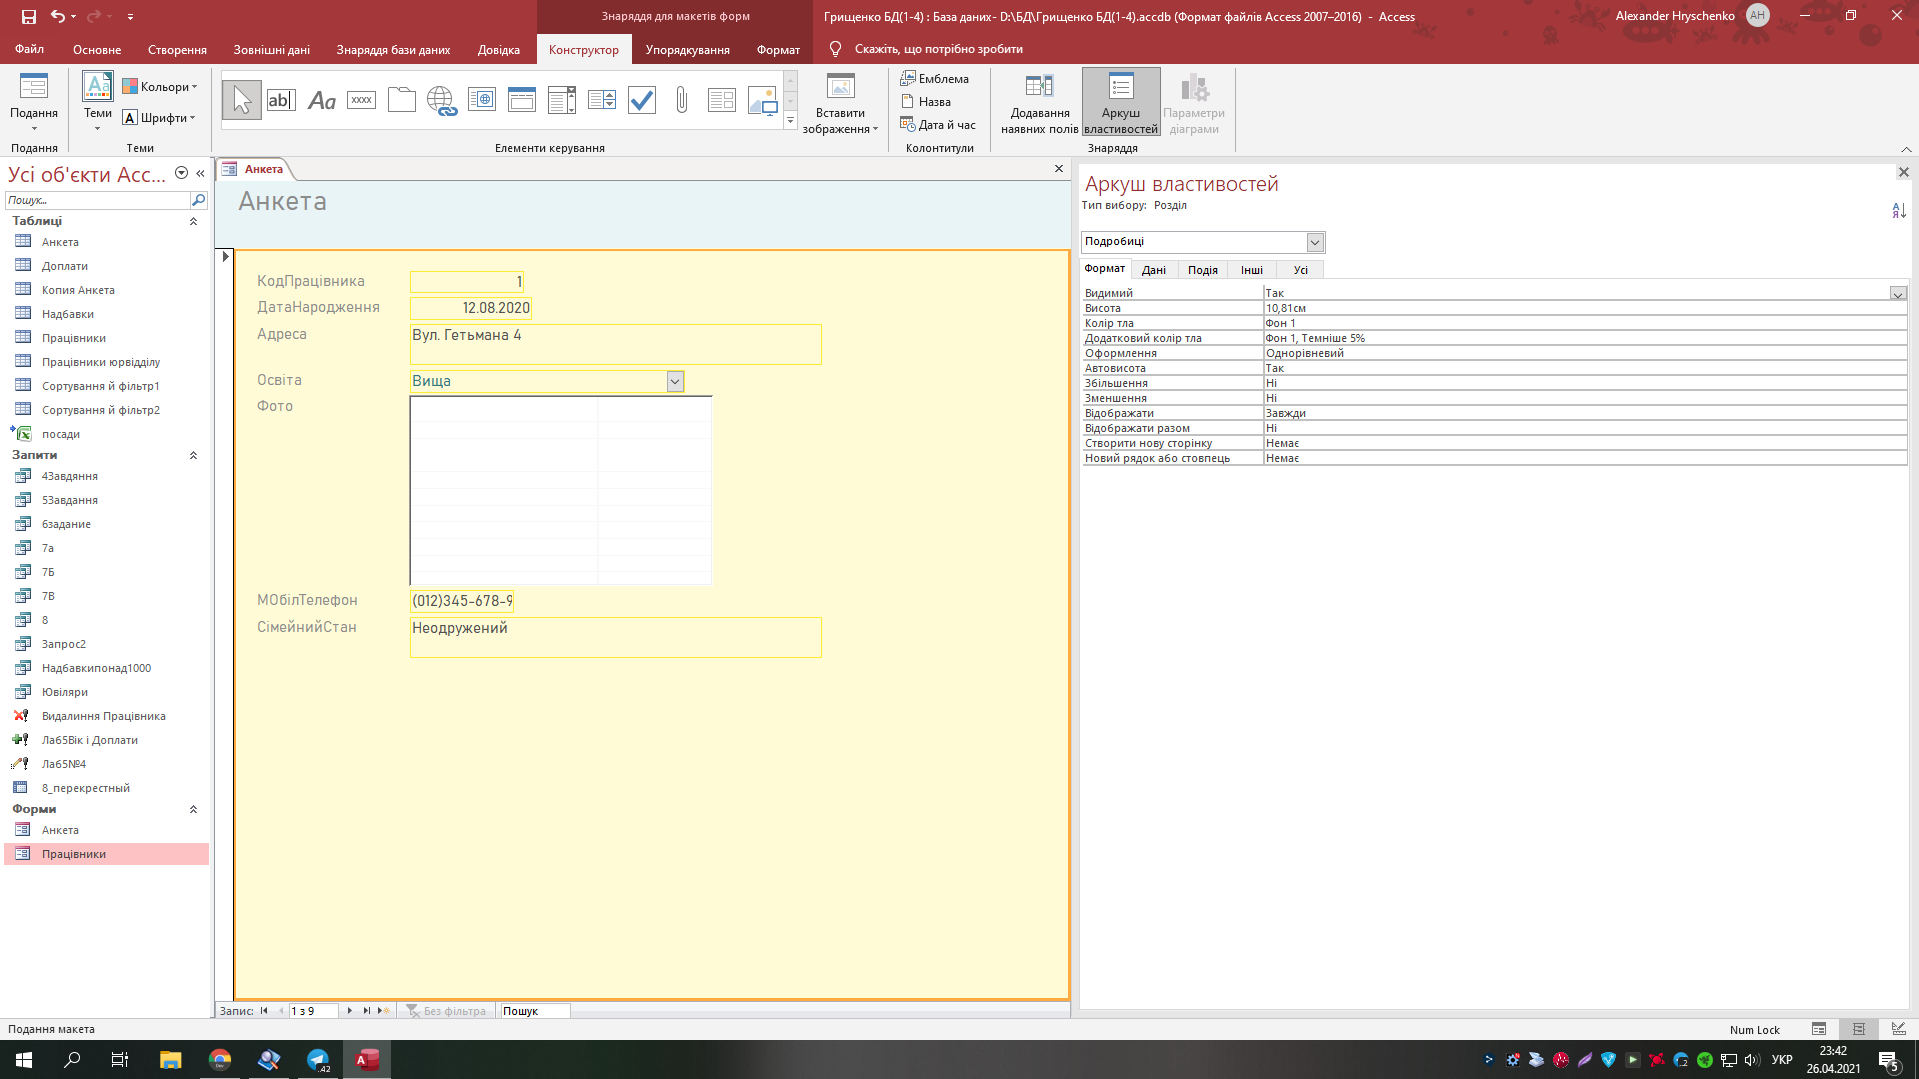 Знаряддя для макетів форм
Грищенко БД(1-4) : База даних- D:\БД\Грищенко БД(1-4).accdb (Формат файлів Access 2007–2016) - Access
Alexander Hryschenko
AH
Файл
Основне
Створення
Зовнішні дані
Знаряддя бази даних
Довідка
Конструктор
Упорядкування
Формат
Скажіть, що потрібно зробити
Подання
Подання
Теми
Кольори
Шрифти
Теми
ab
Aa
xxxx
Елементи керування
Вставити зображення
Емблема
Назва
Дата й час
Колонтитули
Додавання наявних полів
Аркуш властивостей
Параметри діаграми
Знаряддя
Усі об'єкти Acc...
Пошук...
Таблиці
Анкета
Доплати
Копия Анкета
Надбавки
Працівники
Працівники юрвідділу
Сортування й фільтр1
Сортування й фільтр2
посади
Запити
4Завдяння
5Завдання
6задание
7а
7Б
7В
8
Запрос2
Надбавкипонад1000
Ювіляри
Видалиння Працівника
Лаб5Вік і Доплати
Лаб5№4
8_перекрестный
Форми
Анкета
Працівники
Анкета
Анкета
КодПрацівника 1
ДатаНародження 12.08.2020
Адреса Вул. Гетьмана 4
Освіта Вища
Фото
МОбілТелефон (012)345-678-9
СімейнийСтан Неодружений
Запис: 1 з 9 Без фільтра Пошук
Аркуш властивостей
Тип вибору: Розділ
Подробиці
Формат Дані Подія Інші Усі
Видимий Так
Висота 10,81см
Колір тла Фон 1
Додатковий колір тла Фон 1, Темніше 5%
Оформлення Однорівневий
Автовисота Так
Збільшення Ні
Зменшення Ні
Відображати Завжди
Відображати разом Ні
Створити нову сторінку Немає
Новий рядок або стовпець Немає
Подання макета
Num Lock
УКР
23:42
26.04.2021
5